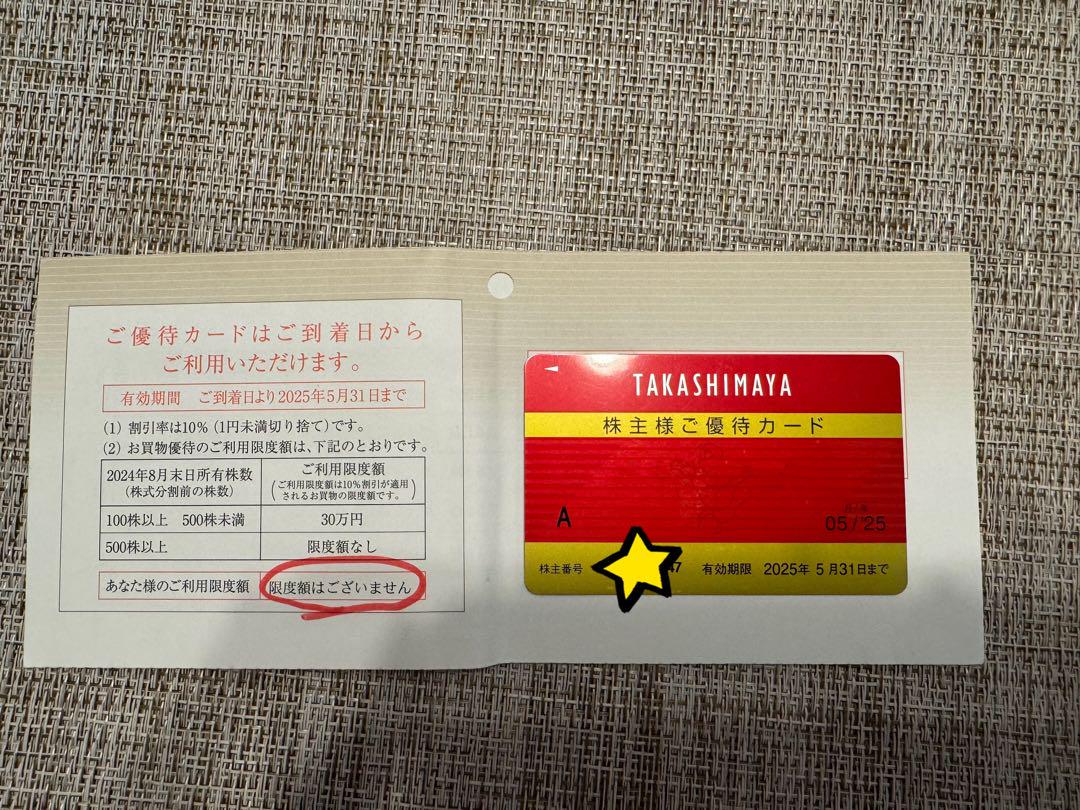 ご優待カードはご到着日から
ご利用いただけます。
有効期間　ご到着日より2025年5月31日まで
(1) 割引率は10%(1円未満切り捨て)です。
(2) お買物優待のご利用限度額は、下記のとおりです。
2024年8月末日所有株数
(株式分割前の株数)
ご利用限度額
(ご利用限度額は10%割引が適用
されるお買物の限度額です。)
100株以上　500株未満　30万円
500株以上　限度額なし
あなた様のご利用限度額　限度額はございません
TAKASHIMAYA
株主様ご優待カード
A
05/'25
株主番号　47　有効期限　2025年5月31日まで